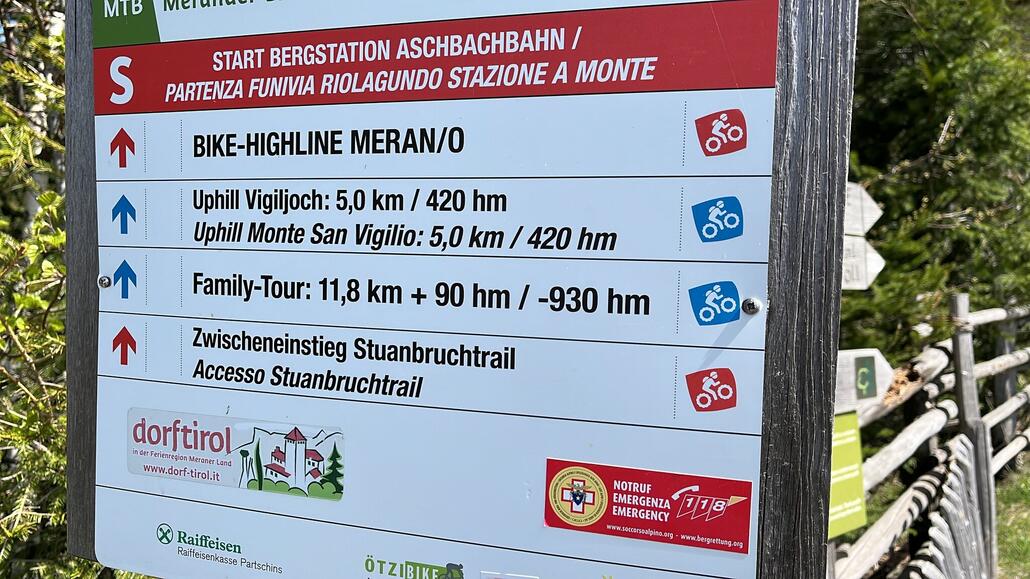 MTB
Meraner
S
START BERGSTATION ASCHBACHBAHN /
PARTENZA FUNIVIA RIOLAGUNDO STAZIONE A MONTE
BIKE-HIGHLINE MERAN/O
Uphill Vigiljoch: 5,0 km / 420 hm
Uphill Monte San Vigilio: 5,0 km / 420 hm
Family-Tour: 11,8 km + 90 hm / -930 hm
Zwischeneinstieg Stuanbruchtrail
Accesso Stuanbruchtrail
dorftirol
in der Ferienregion Meraner Land
www.dorf-tirol.it
NOTRUF
EMERGENZA
EMERGENCY
118
www.soccorsoalpino.org - www.bergrettung.org
Raiffeisen
Raiffeisenkasse Partschins
ÖTZIBIKE